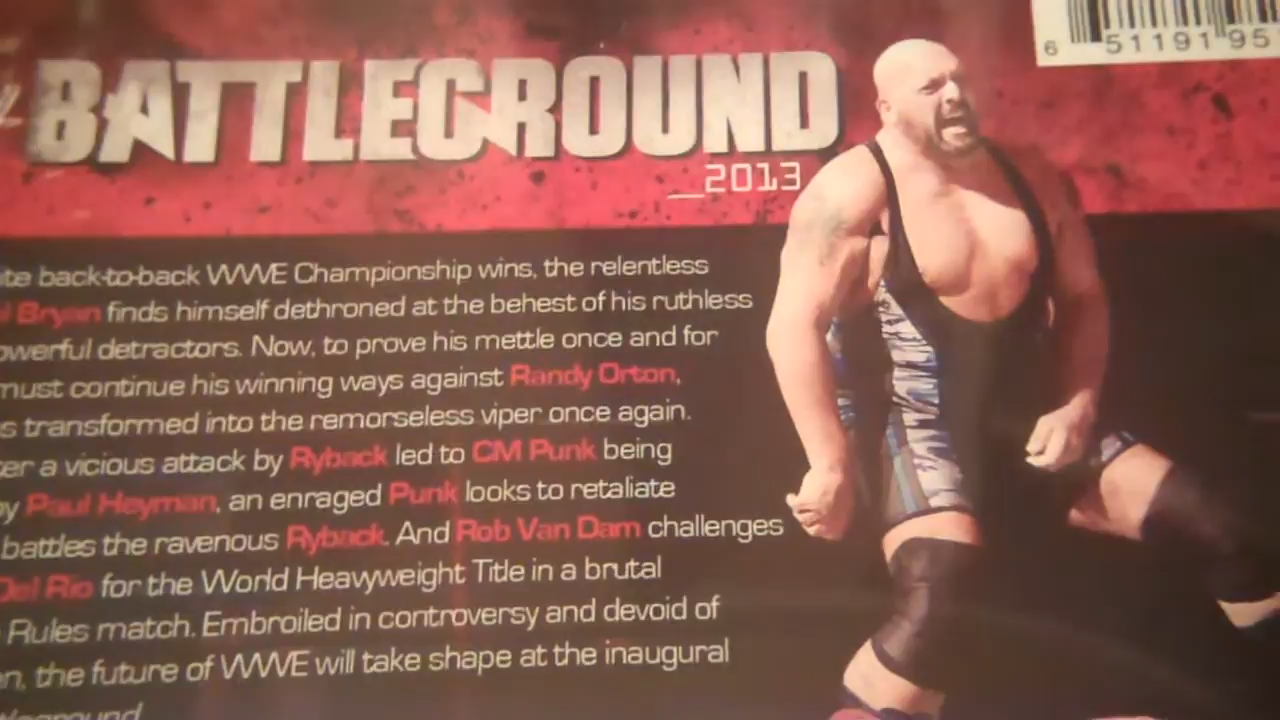 6 51191 95
BATTLEGROUND
_2013
back-to-back WWE Championship wins, the relentless
Bryan finds himself dethroned at the behest of his ruthless
detractors. Now, to prove his mettle once and for
must continue his winning ways against Randy Orton,
transformed into the remorseless viper once again.
a vicious attack by Ryback led to CM Punk being
Paul Heyman, an enraged Punk looks to retaliate
battles the ravenous Ryback. And Rob Van Dam challenges
Del Rio for the World Heavyweight Title in a brutal
Rules match. Embroiled in controversy and devoid of
the future of WWE will take shape at the inaugural